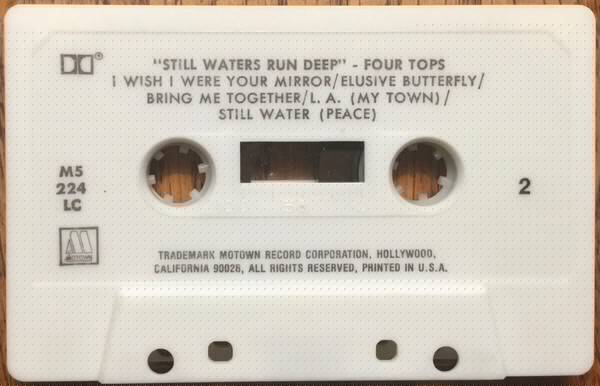 "STILL WATERS RUN DEEP" - FOUR TOPS
I WISH I WERE YOUR MIRROR/ELUSIVE BUTTERFLY/
BRING ME TOGETHER/L. A. (MY TOWN)/
STILL WATER (PEACE)
M5
224
LC
2
MOTOWN
TRADEMARK MOTOWN RECORD CORPORATION, HOLLYWOOD,
CALIFORNIA 90028, ALL RIGHTS RESERVED, PRINTED IN U.S.A.